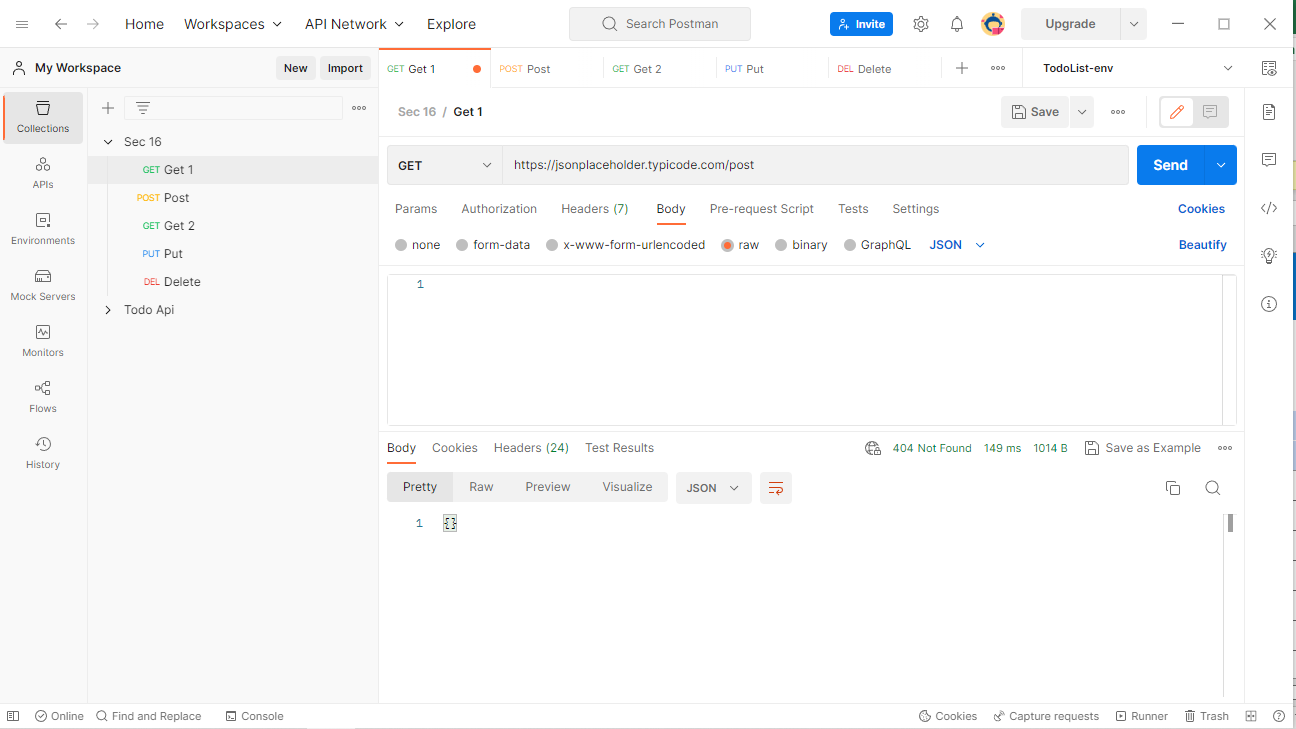 Home Workspaces API Network Explore Search Postman Invite Upgrade
My Workspace New Import GET Get 1 POST Post GET Get 2 PUT Put DEL Delete TodoList-env
Collections
APIs
Environments
Mock Servers
Monitors
Flows
History
Sec 16
GET Get 1
POST Post
GET Get 2
PUT Put
DEL Delete
Todo Api
Sec 16 / Get 1 Save
GET https://jsonplaceholder.typicode.com/post Send
Params Authorization Headers (7) Body Pre-request Script Tests Settings Cookies
none form-data x-www-form-urlencoded raw binary GraphQL JSON Beautify
1
Body Cookies Headers (24) Test Results 404 Not Found 149 ms 1014 B Save as Example
Pretty Raw Preview Visualize JSON
1 {}
Online Find and Replace Console Cookies Capture requests Runner Trash